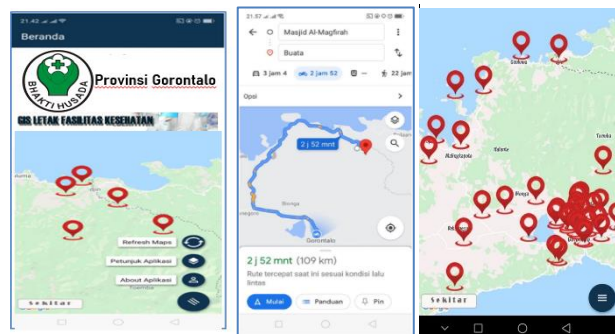 21.43
Beranda
BHAKTI HUSADA
Provinsi Gorontalo
GIS LETAK FASILITAS KESEHATAN
Refresh Maps
Petunjuk Aplikasi
About Aplikasi
Sekitar
21.57
Masjid Al-Magfirah
Buata
3 jam 4
2 jam 52
22 jam
Opsi
2 j 52 mnt
Gorontalo
2 j 52 mnt (109 km)
Rute tercepat saat ini sesuai kondisi lalu
lintas
Mulai
Panduan
Pin
Sekitar